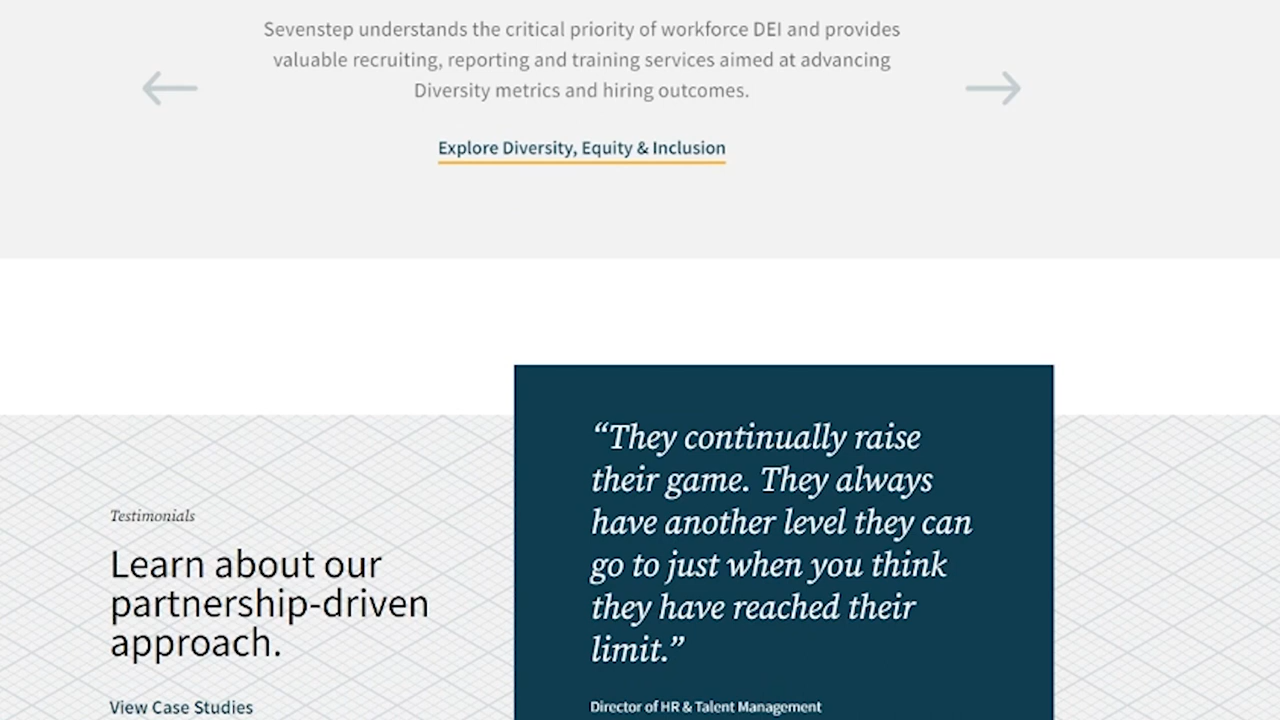 Sevenstep understands the critical priority of workforce DEI and provides
valuable recruiting, reporting and training services aimed at advancing
Diversity metrics and hiring outcomes.
Explore Diversity, Equity & Inclusion
Testimonials
Learn about our
partnership-driven
approach.
View Case Studies
“They continually raise
their game. They always
have another level they can
go to just when you think
they have reached their
limit.”
Director of HR & Talent Management